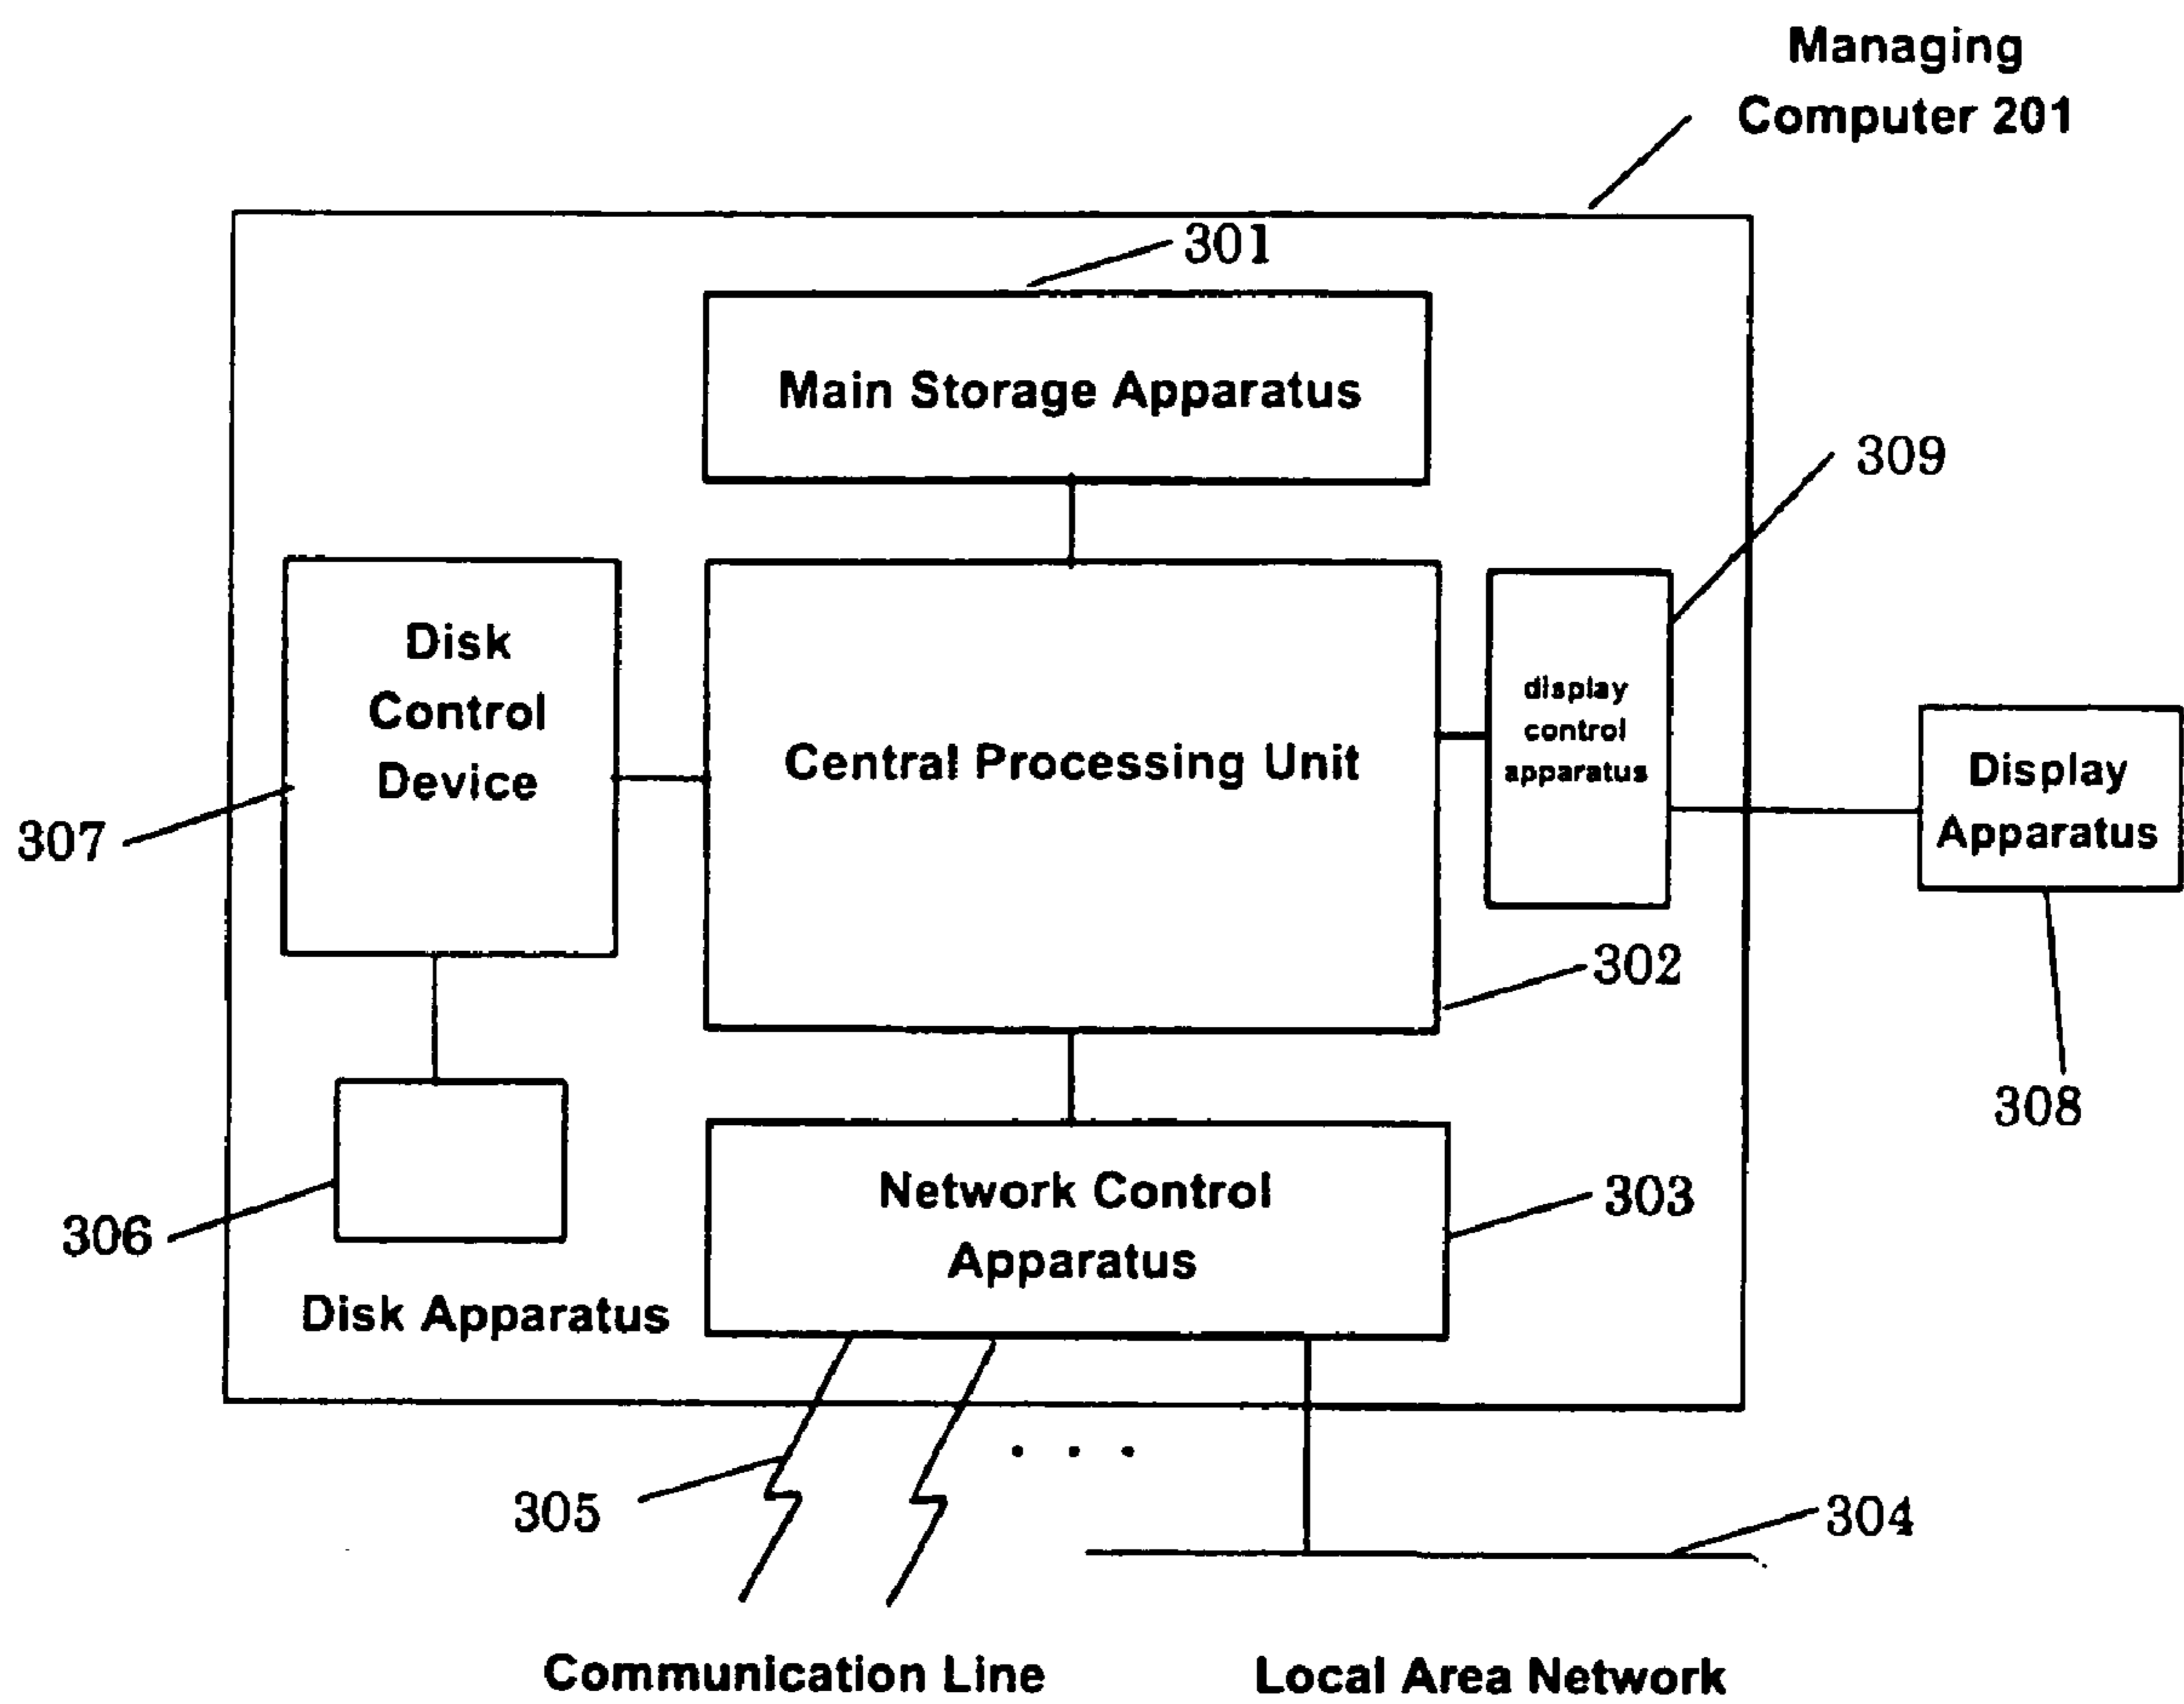 Managing
Computer 201
301
Main Storage Apparatus
309
Disk
Control
Device
Central Processing Unit
display
control
apparatus
Display
Apparatus
307
302
308
Network Control
Apparatus
303
306
Disk Apparatus
305
304
Communication Line
Local Area Network